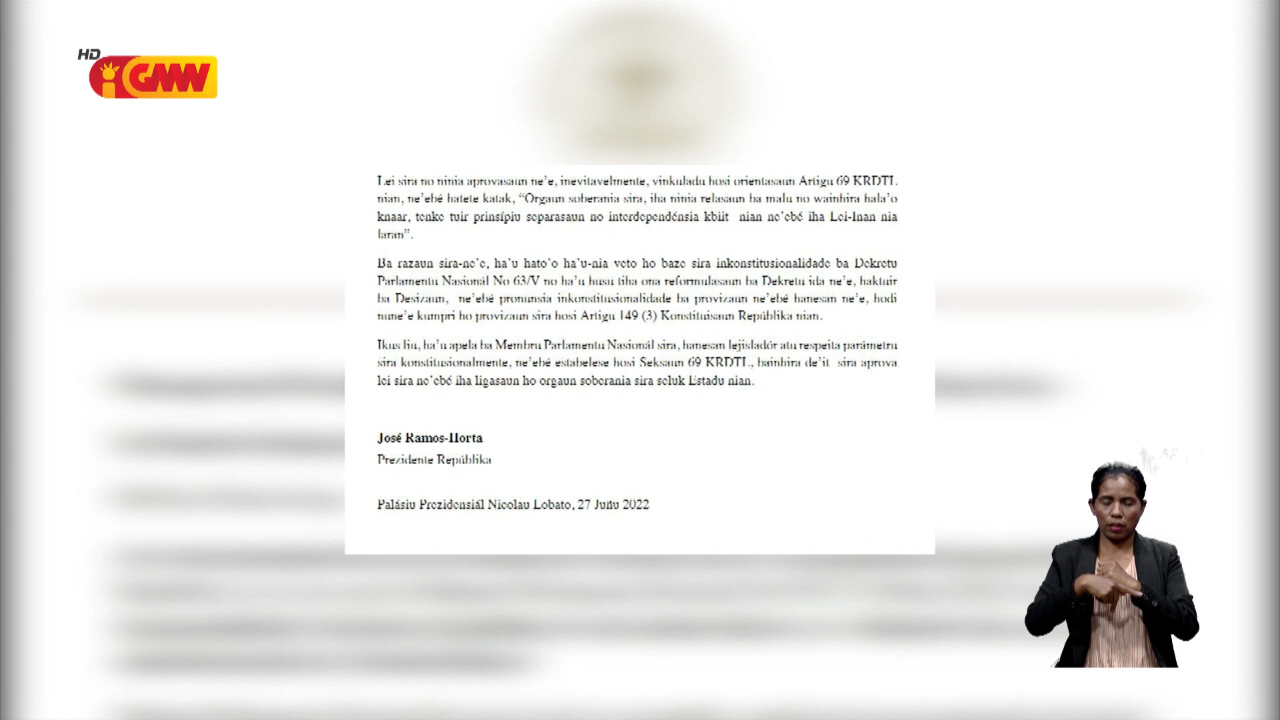 HD
GMN
Lei sira no ninia aprovasaun ne'e, inevitavelmente, vinkuladu hosi orientasaun Artigu 69 KRDTL
nian, ne'ebé hatete katak, "Orgaun soberania sira, iha ninia relasaun ba malu no wainhira hala'o
knaar, tenke tuir prinsípiu separasaun no interdependénsia kbiit nian ne'ebé iha Lei-Inan nia
laran".
Ba razaun sira-ne'e, ha'u hato'o ha'u-nia veto ho baze sira inkonstitusionalidade ba Dekretu
Parlamentu Nasionál No 63/V no ha'u husu tiha ona reformulasaun ba Dekretu ida ne'e, haktuir
ba Desizaun, ne'ebé pronunsia inkonstitusionalidade ba provizaun ne'ebé hanesan ne'e, hodi
nune'e kumpri ho provizaun sira hosi Artigu 149 (3) Konstituisaun Repúblika nian.
Ikus liu, ha'u apela ba Membru Parlamentu Nasionál sira, hanesan lejisladór atu respeita parámetru
sira konstitusionalmente, ne'ebé estabelese hosi Seksaun 69 KRDTL, bainhira de'it sira aprova
lei sira ne'ebé iha ligasaun ho orgaun soberania sira seluk Estadu nian.
José Ramos-Horta
Prezidente Repúblika
Palásiu Prezidensiál Nicolau Lobato, 27 Juñu 2022